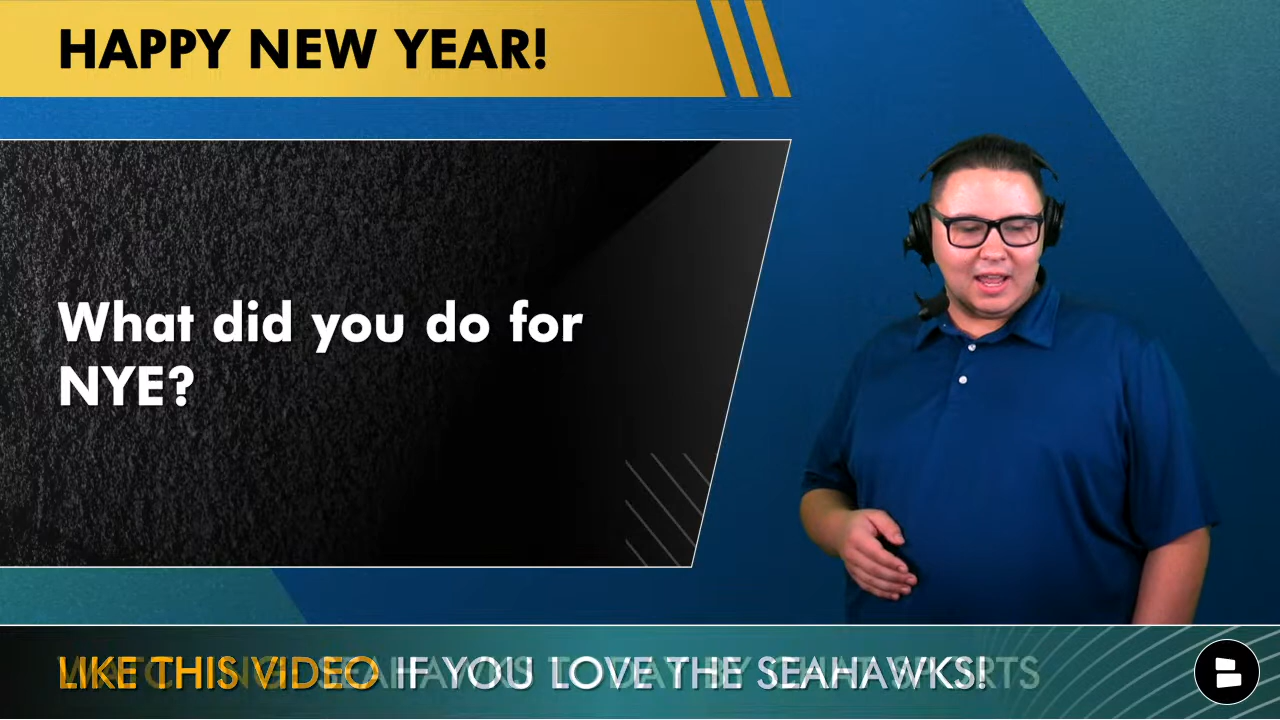 HAPPY NEW YEAR!
What did you do for
NYE?
LIKE THIS VIDEO IF YOU LOVE THE SEAHAWKS!